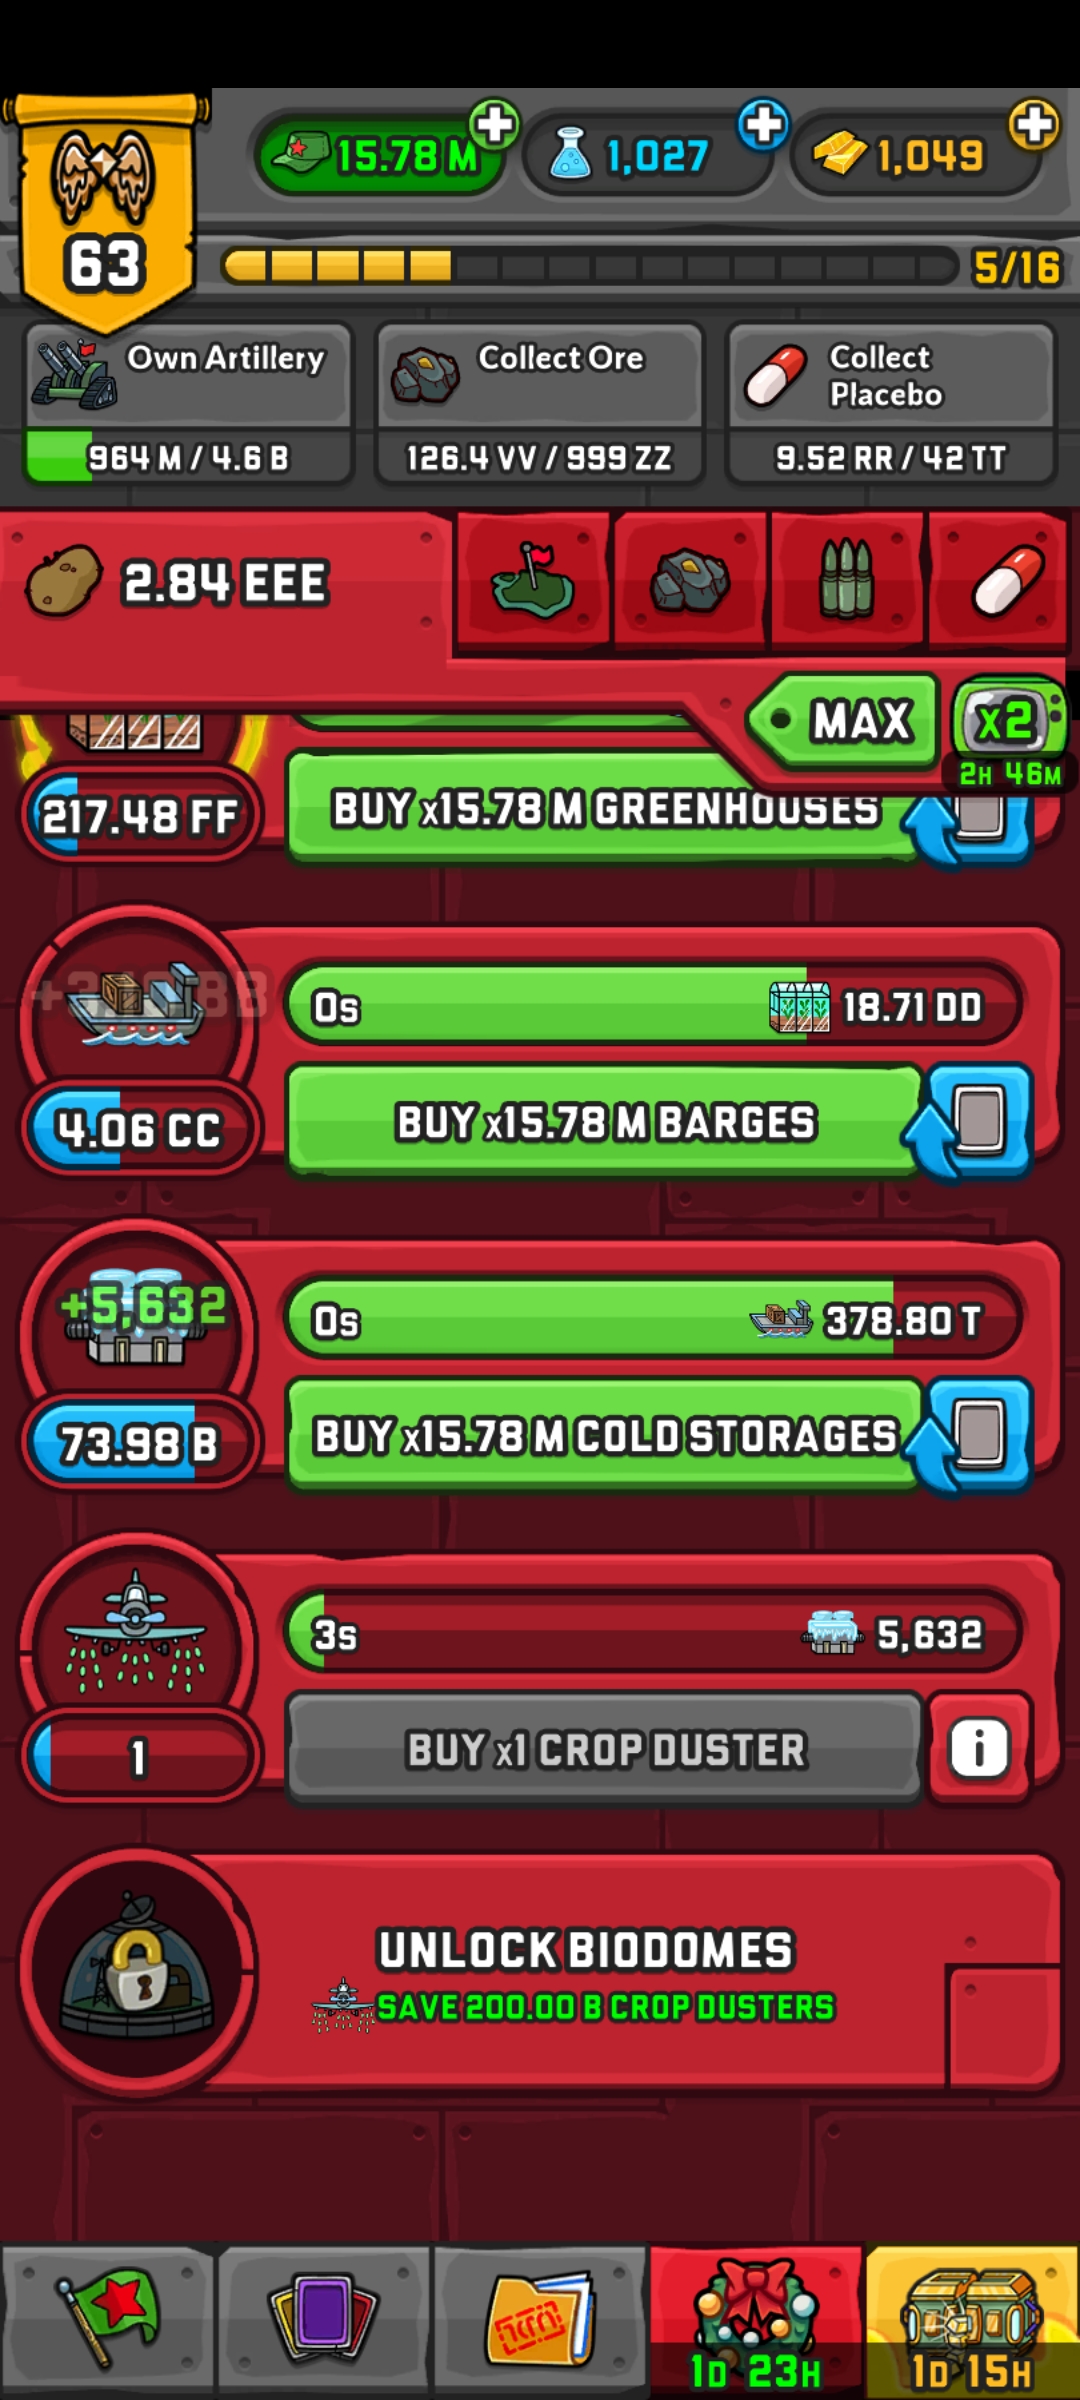 15.78 M
1,027
1,049
63
5/16
Own Artillery
964 M / 4.6 B
Collect Ore
126.4 VV / 999 ZZ
Collect
Placebo
9.52 RR / 42 TT
2.84 EEE
MAX
x2
2H 46M
217.48 FF
BUY x15.78 M GREENHOUSES
0s
18.71 DD
4.06 CC
BUY x15.78 M BARGES
+5,632
0s
378.80 T
73.98 B
BUY x15.78 M COLD STORAGES
3s
5,632
1
BUY x1 CROP DUSTER
i
UNLOCK BIODOMES
SAVE 200.00 B CROP DUSTERS
1D 23H
1D 15H